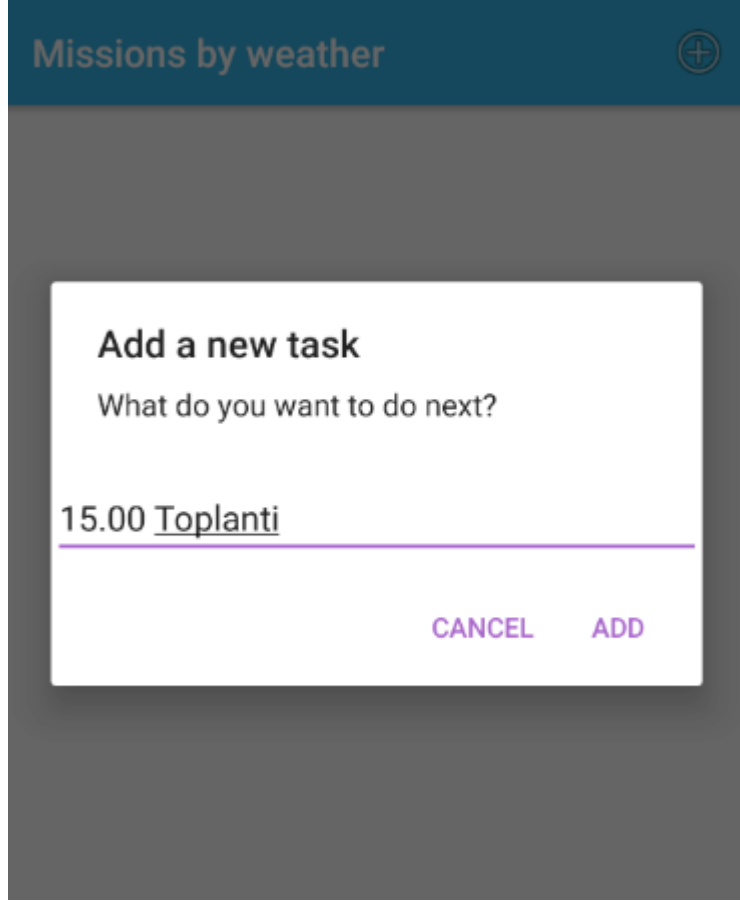 Missions by weather
Add a new task
What do you want to do next?
15.00 Toplanti
CANCEL ADD